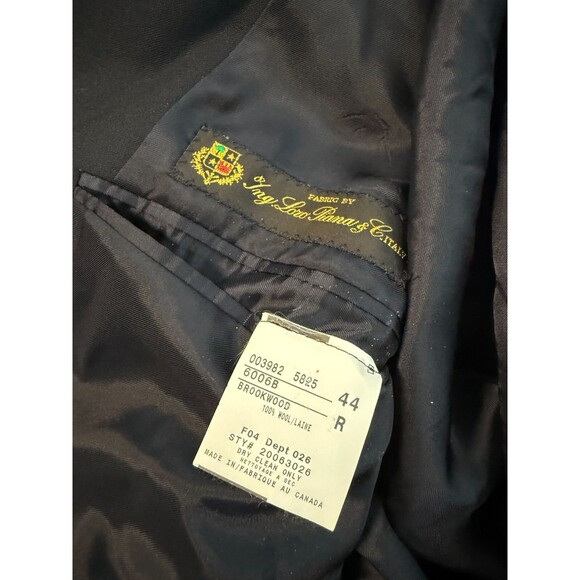 FABRIC BY
Ing. Loro Piana & C. ITALY
003982 5825
6006B 44
BROOKWOOD R
100% WOOL/LAINE
F04 Dept 026
STY# 20063026
DRY CLEAN ONLY
NETTOYAGE A SEC
MADE IN/FABRIQUE AU CANADA